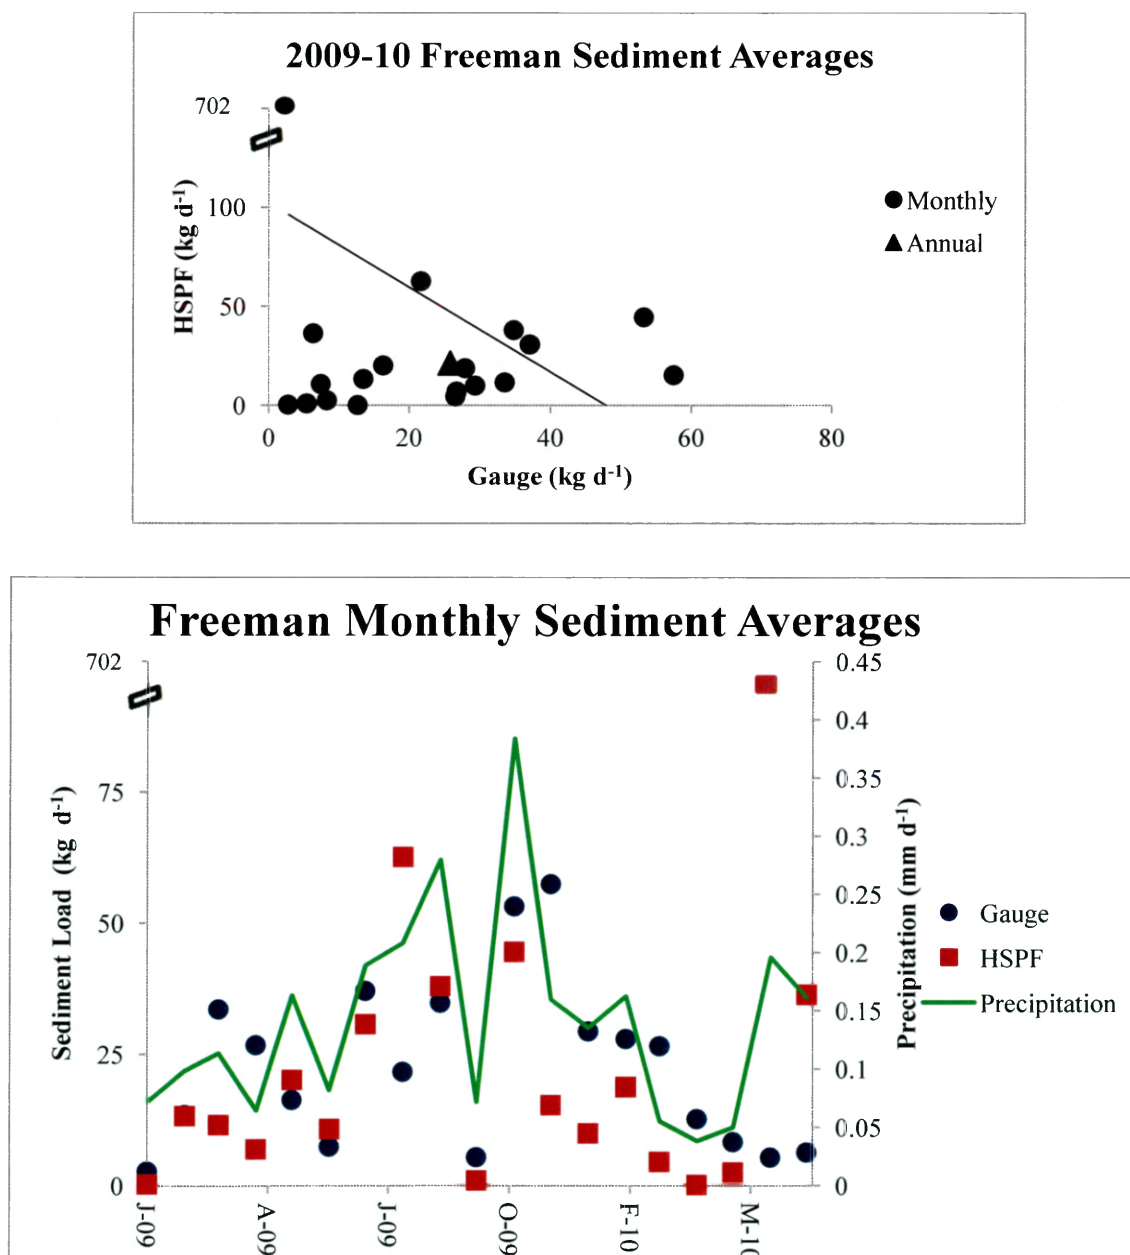 2009-10 Freeman Sediment Averages
702
100
50
0
HSPF (kg d-1)
0 20 40 60 80
Gauge (kg d-1)
Monthly
Annual
Freeman Monthly Sediment Averages
702
75
50
25
0
Sediment Load (kg d-1)
0.45
0.4
0.35
0.3
0.25
0.2
0.15
0.1
0.05
0
Precipitation (mm d-1)
Gauge
HSPF
Precipitation
J-09 A-09 J-09 O-09 F-10 M-10